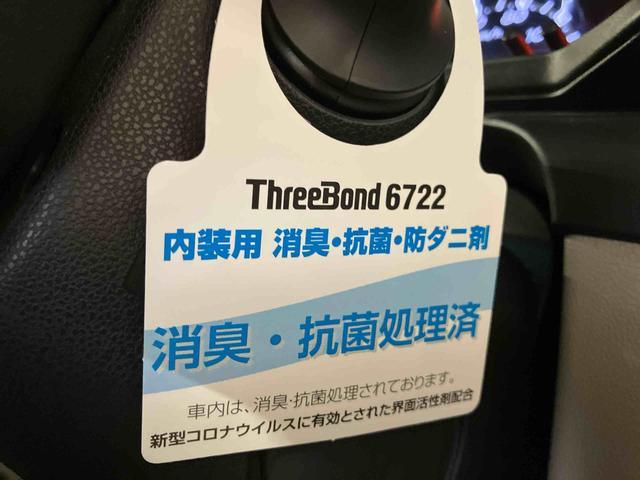 ThreeBond 6722
内装用 消臭・抗菌・防ダニ剤
消臭・抗菌処理済
車内は、消臭・抗菌処理されております。
新型コロナウイルスに有効とされた界面活性剤配合